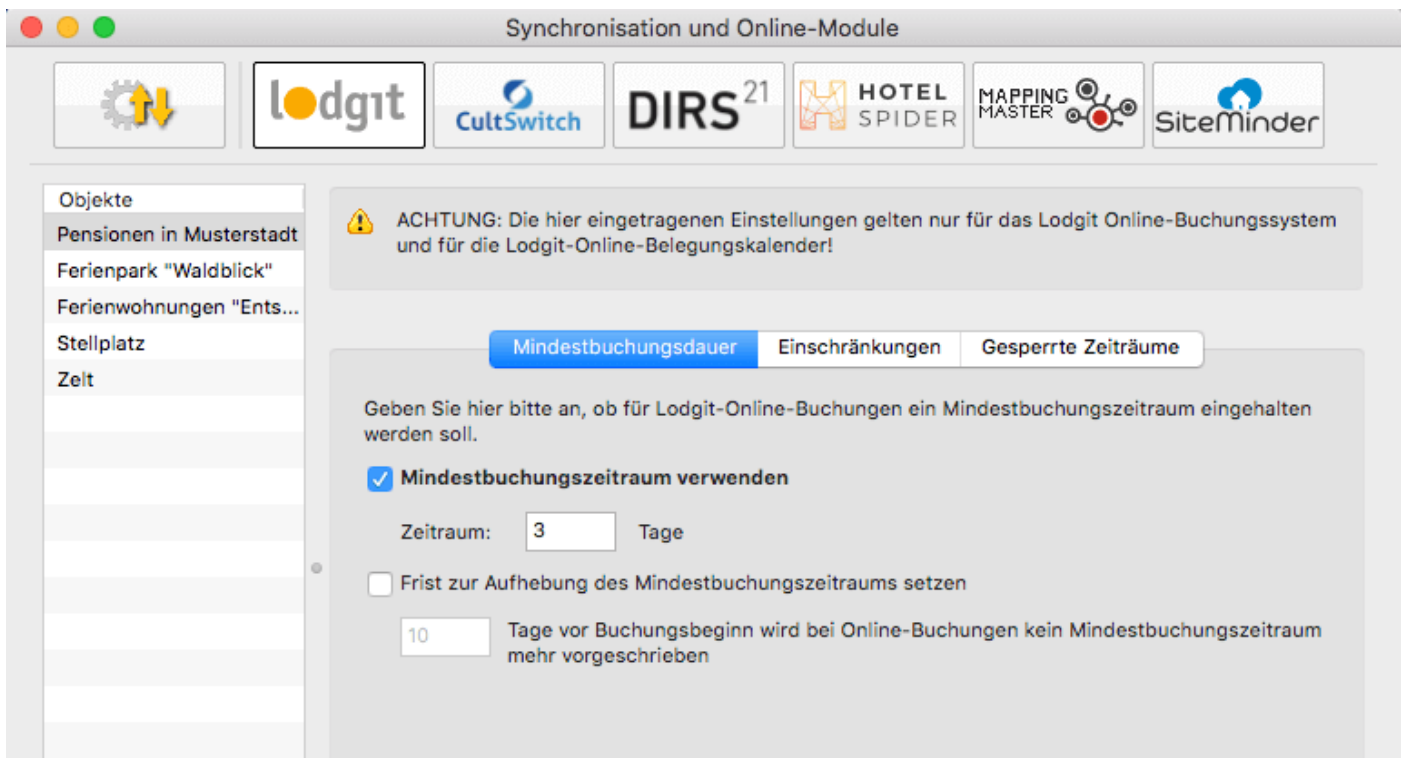 Synchronisation und Online-Module
lodgit
CultSwitch
DIRS 21
HOTEL
SPIDER
MAPPING
MASTER
SiteMinder
Objekte
Pensionen in Musterstadt
Ferienpark "Waldblick"
Ferienwohnungen "Ents...
Stellplatz
Zelt
ACHTUNG: Die hier eingetragenen Einstellungen gelten nur für das Lodgit Online-Buchungssystem
und für die Lodgit-Online-Belegungskalender!
Mindestbuchungsdauer Einschränkungen Gesperrte Zeiträume
Geben Sie hier bitte an, ob für Lodgit-Online-Buchungen ein Mindestbuchungszeitraum eingehalten
werden soll.
Mindestbuchungszeitraum verwenden
Zeitraum: 3 Tage
Frist zur Aufhebung des Mindestbuchungszeitraums setzen
10 Tage vor Buchungsbeginn wird bei Online-Buchungen kein Mindestbuchungszeitraum
mehr vorgeschrieben